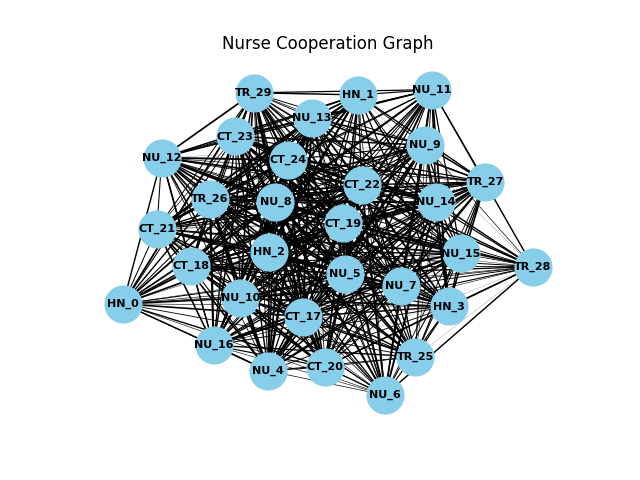 Nurse Cooperation Graph
TR_29
HN_1
NU_11
NU_13
CT_23
NU_9
NU_12
CT_24
TR_27
CT_22
TR_26
NU_8
NU_14
CT_19
CT_21
HN_2
NU_15
CT_18
TR_28
NU_5
NU_7
NU_10
HN_0
HN_3
CT_17
NU_16
TR_25
CT_20
NU_4
NU_6